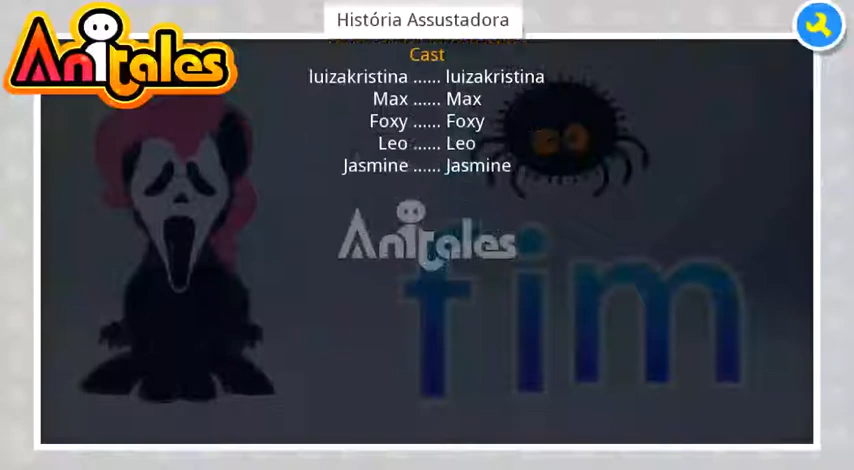 História Assustadora
Anitales
Cast
luizakristina ...... luizakristina
Max ...... Max
Foxy ...... Foxy
Leo ...... Leo
Jasmine ...... Jasmine
Anitales
fim